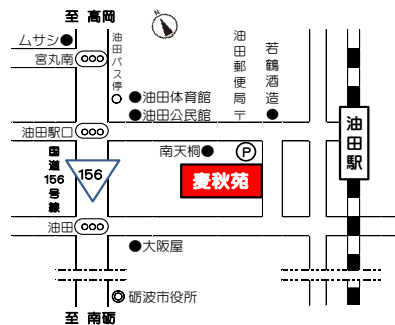 至 高岡
N
ムサシ●
宮丸南
油田バス停
油田郵便局〒
若鶴酒造●
●油田体育館
●油田公民館
油田駅口
油田駅
国道156号線
156
南天桐●
P
麦秋苑
油田
●大阪屋
◎砺波市役所
至 南砺